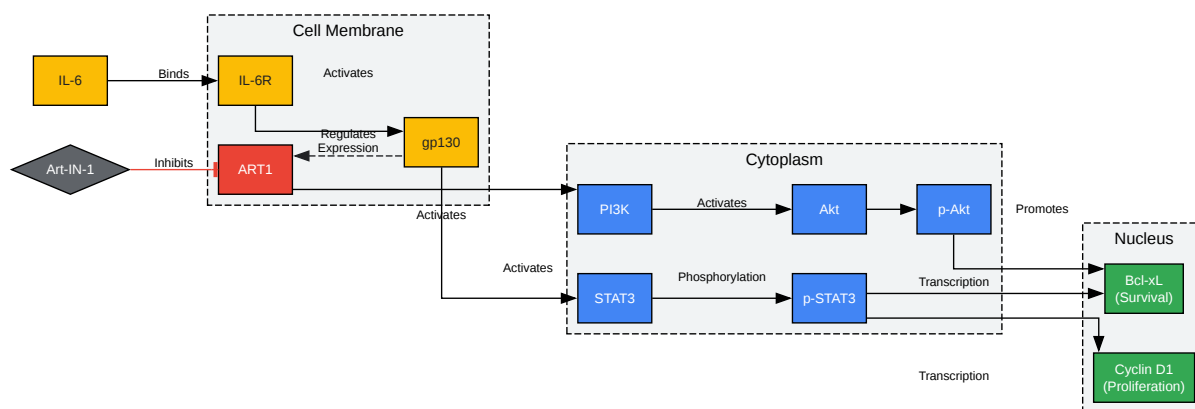 Cell Membrane
IL-6
Binds
IL-6R
Activates
Regulates
Expression
gp130
Art-IN-1
Inhibits
ART1
Activates
Cytoplasm
PI3K
Activates
Akt
p-Akt
Promotes
Activates
STAT3
Phosphorylation
p-STAT3
Transcription
Nucleus
Bcl-xL
(Survival)
Transcription
Cyclin D1
(Proliferation)